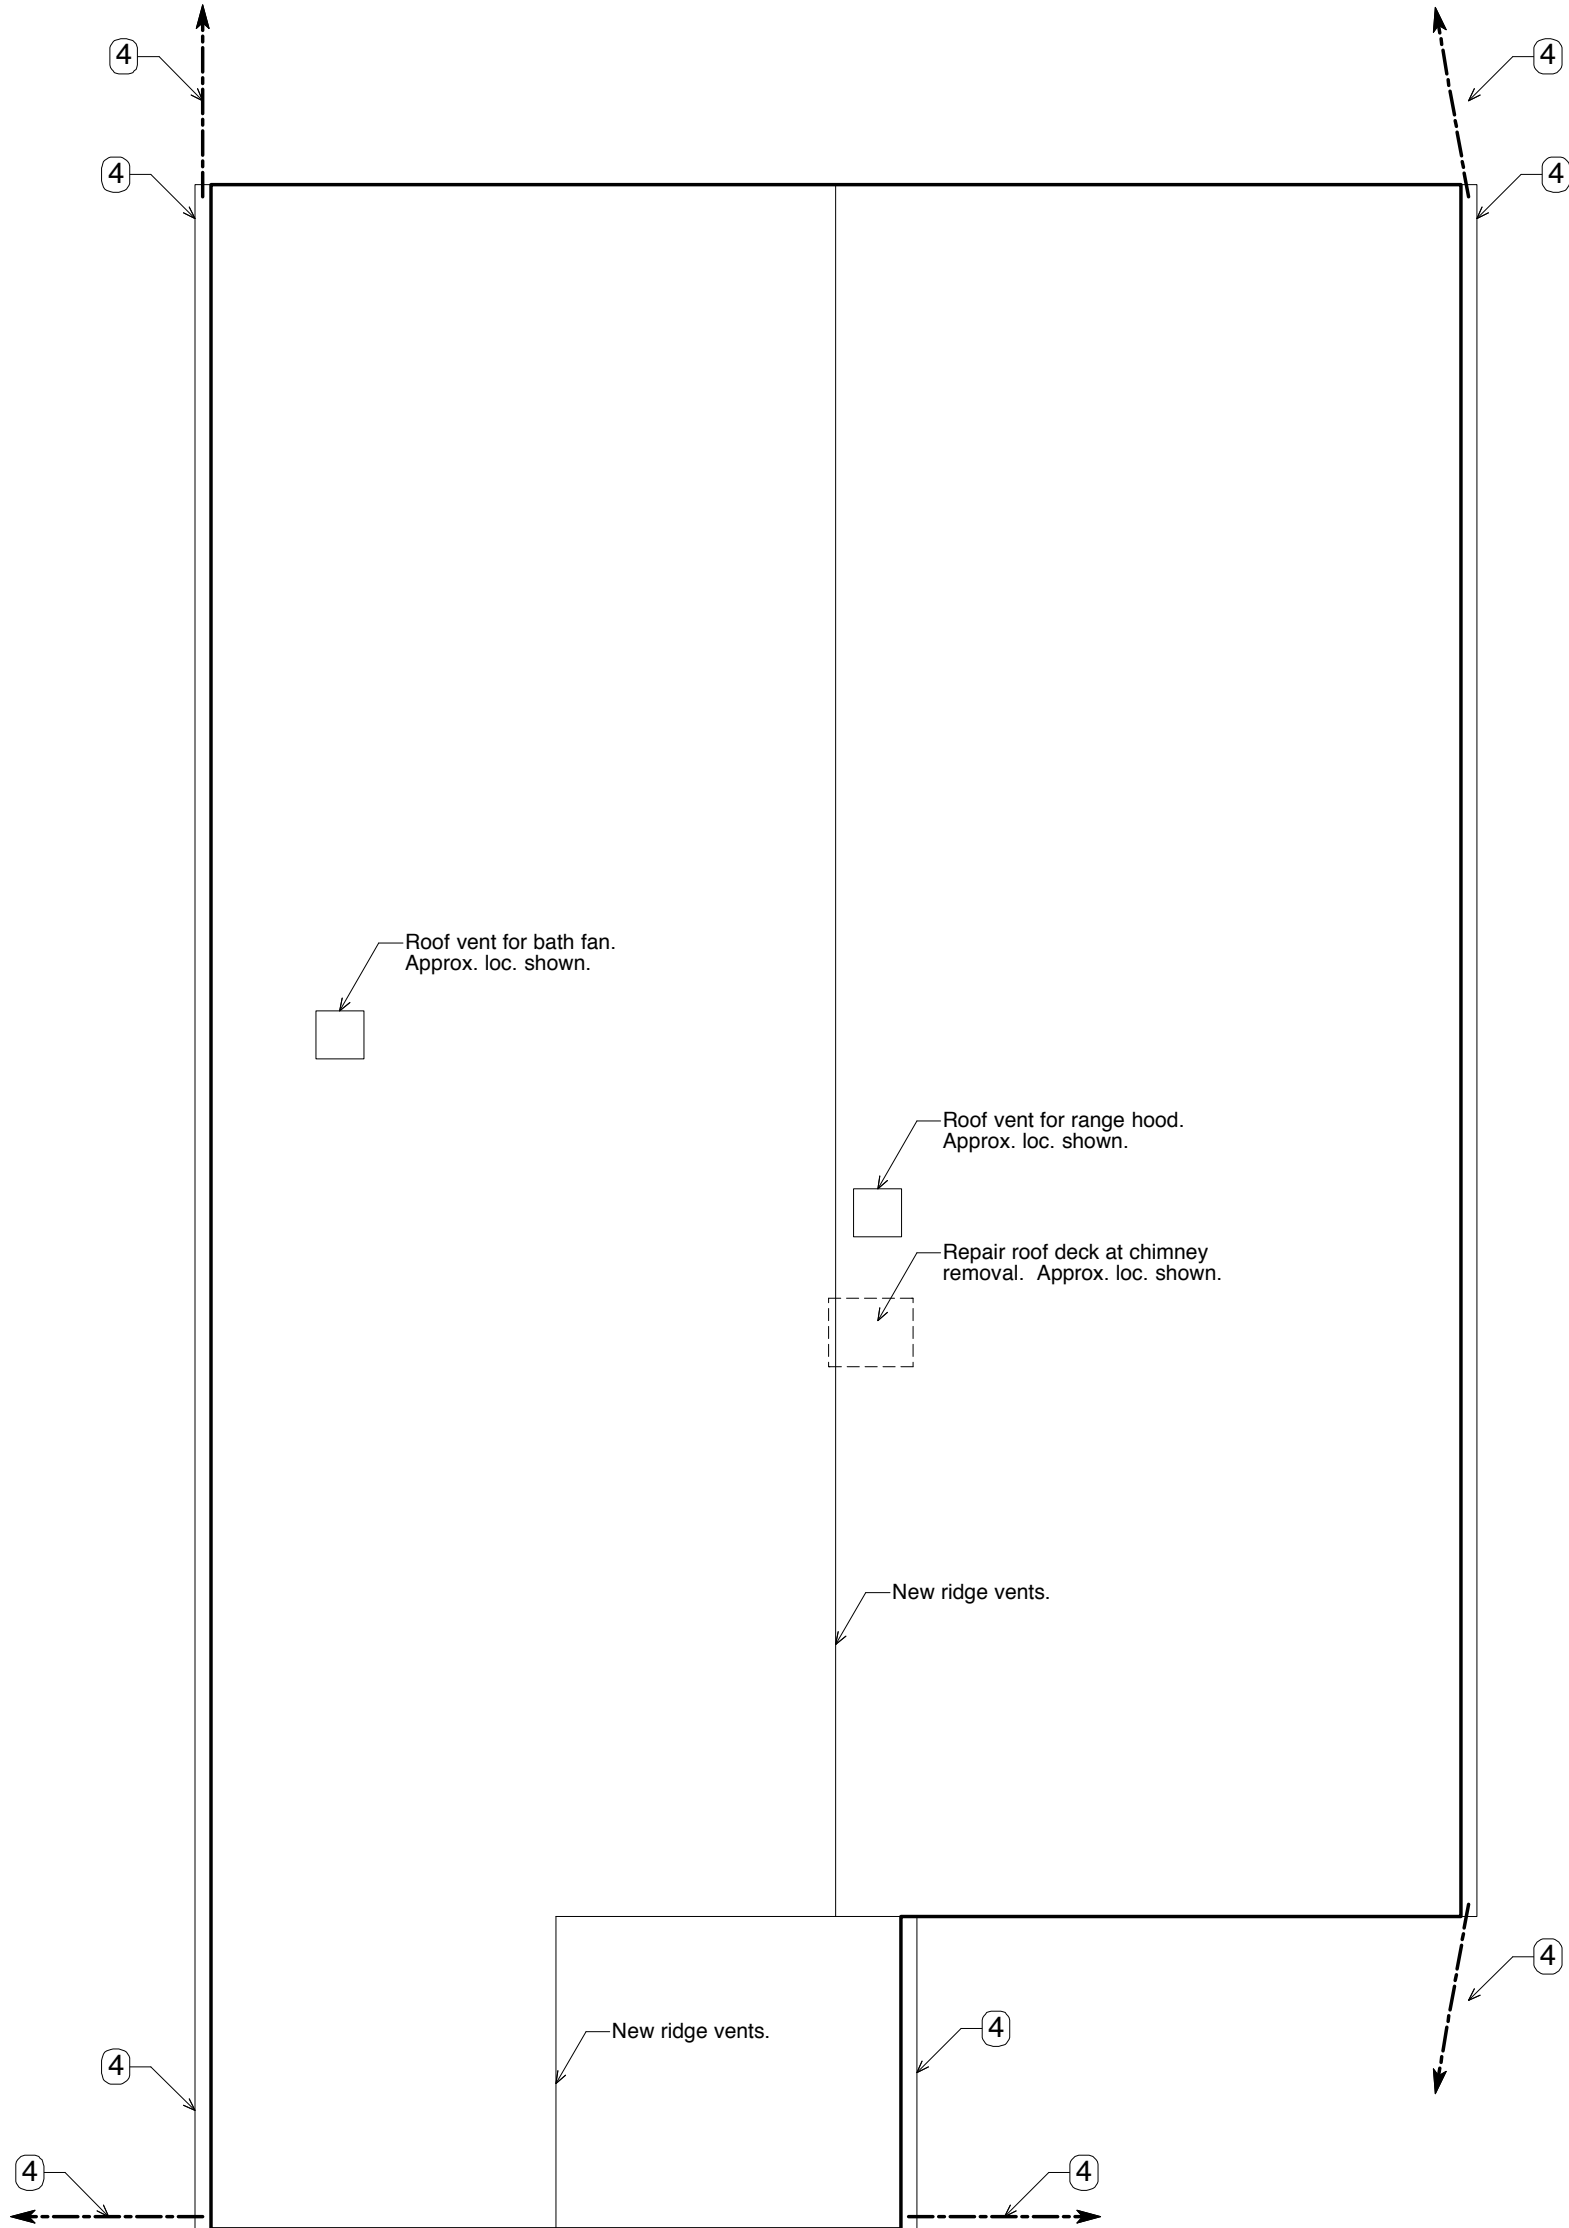 4
4
4
4
Roof vent for bath fan.
Approx. loc. shown.
Roof vent for range hood.
Approx. loc. shown.
Repair roof deck at chimney
removal.  Approx. loc. shown.
New ridge vents.
4
New ridge vents.
4
4
4
4